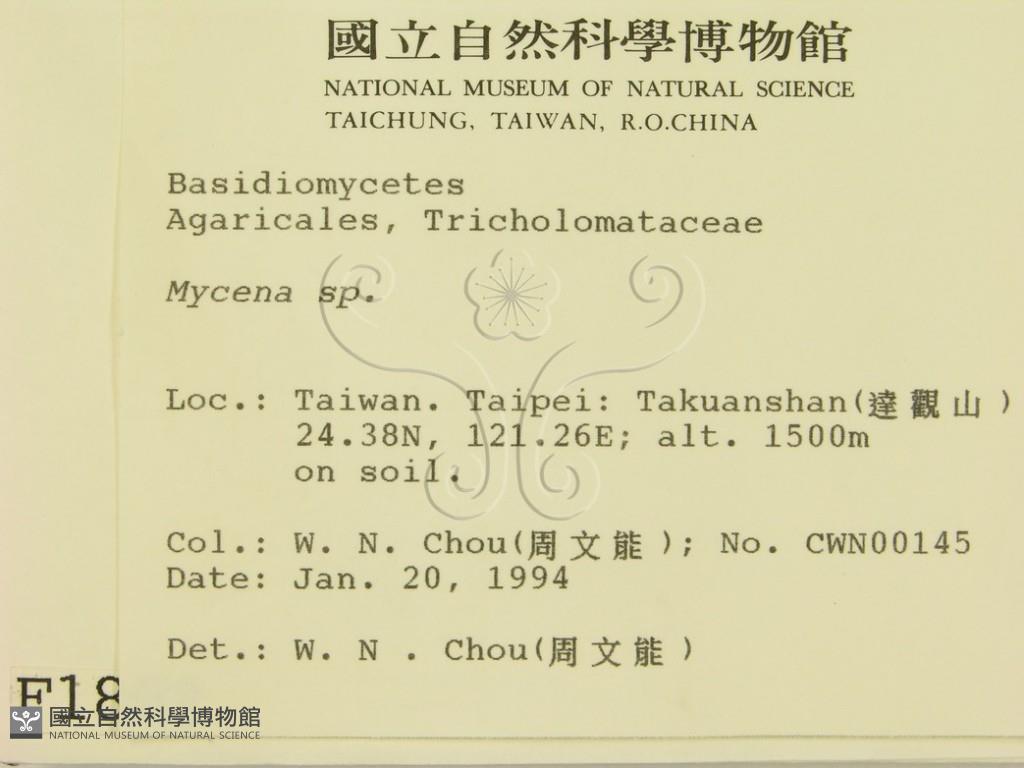 國立自然科學博物館
NATIONAL MUSEUM OF NATURAL SCIENCE
TAICHUNG, TAIWAN, R.O.CHINA
Basidiomycetes
Agaricales, Tricholomataceae
Mycena sp.
Loc.: Taiwan. Taipei: Takuanshan(達觀山)
24.38N, 121.26E; alt. 1500m
on soil.
Col.: W. N. Chou(周文能); No. CWN00145
Date: Jan. 20, 1994
Det.: W. N . Chou(周文能)
F18
國立自然科學博物館
NATIONAL MUSEUM OF NATURAL SCIENCE